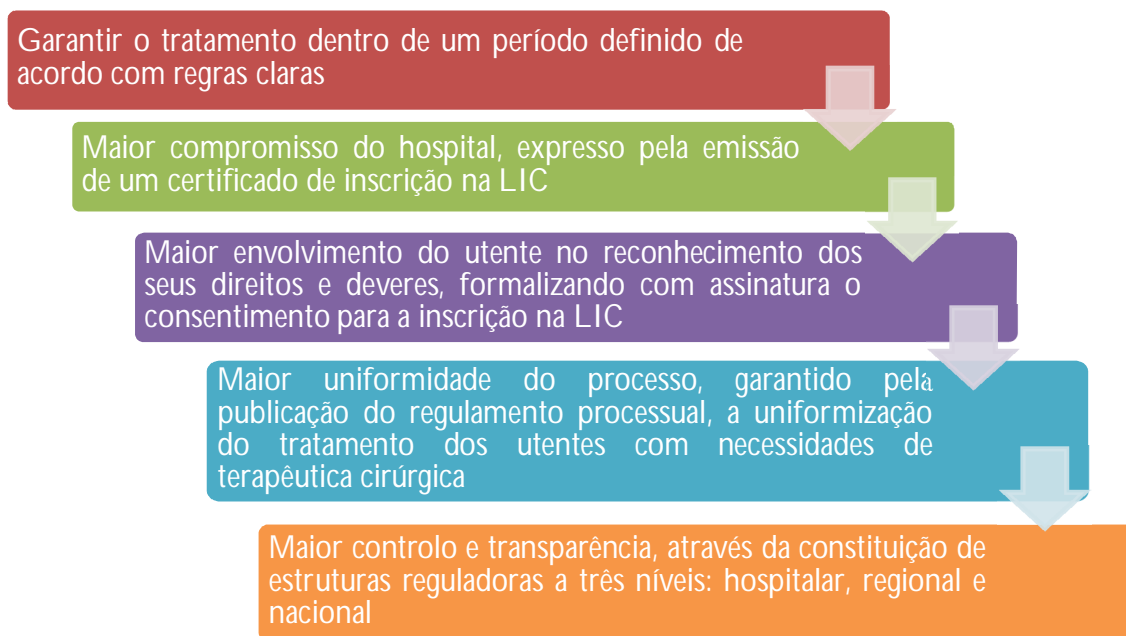 Garantir o tratamento dentro de um período definido de
acordo com regras claras
Maior compromisso do hospital, expresso pela emissão
de um certificado de inscrição na LIC
Maior envolvimento do utente no reconhecimento dos
seus direitos e deveres, formalizando com assinatura o
consentimento para a inscrição na LIC
Maior uniformidade do processo, garantido pela
publicação do regulamento processual, a uniformização
do tratamento dos utentes com necessidades de
terapêutica cirúrgica
Maior controlo e transparência, através da constituição de
estruturas reguladoras a três níveis: hospitalar, regional e
nacional